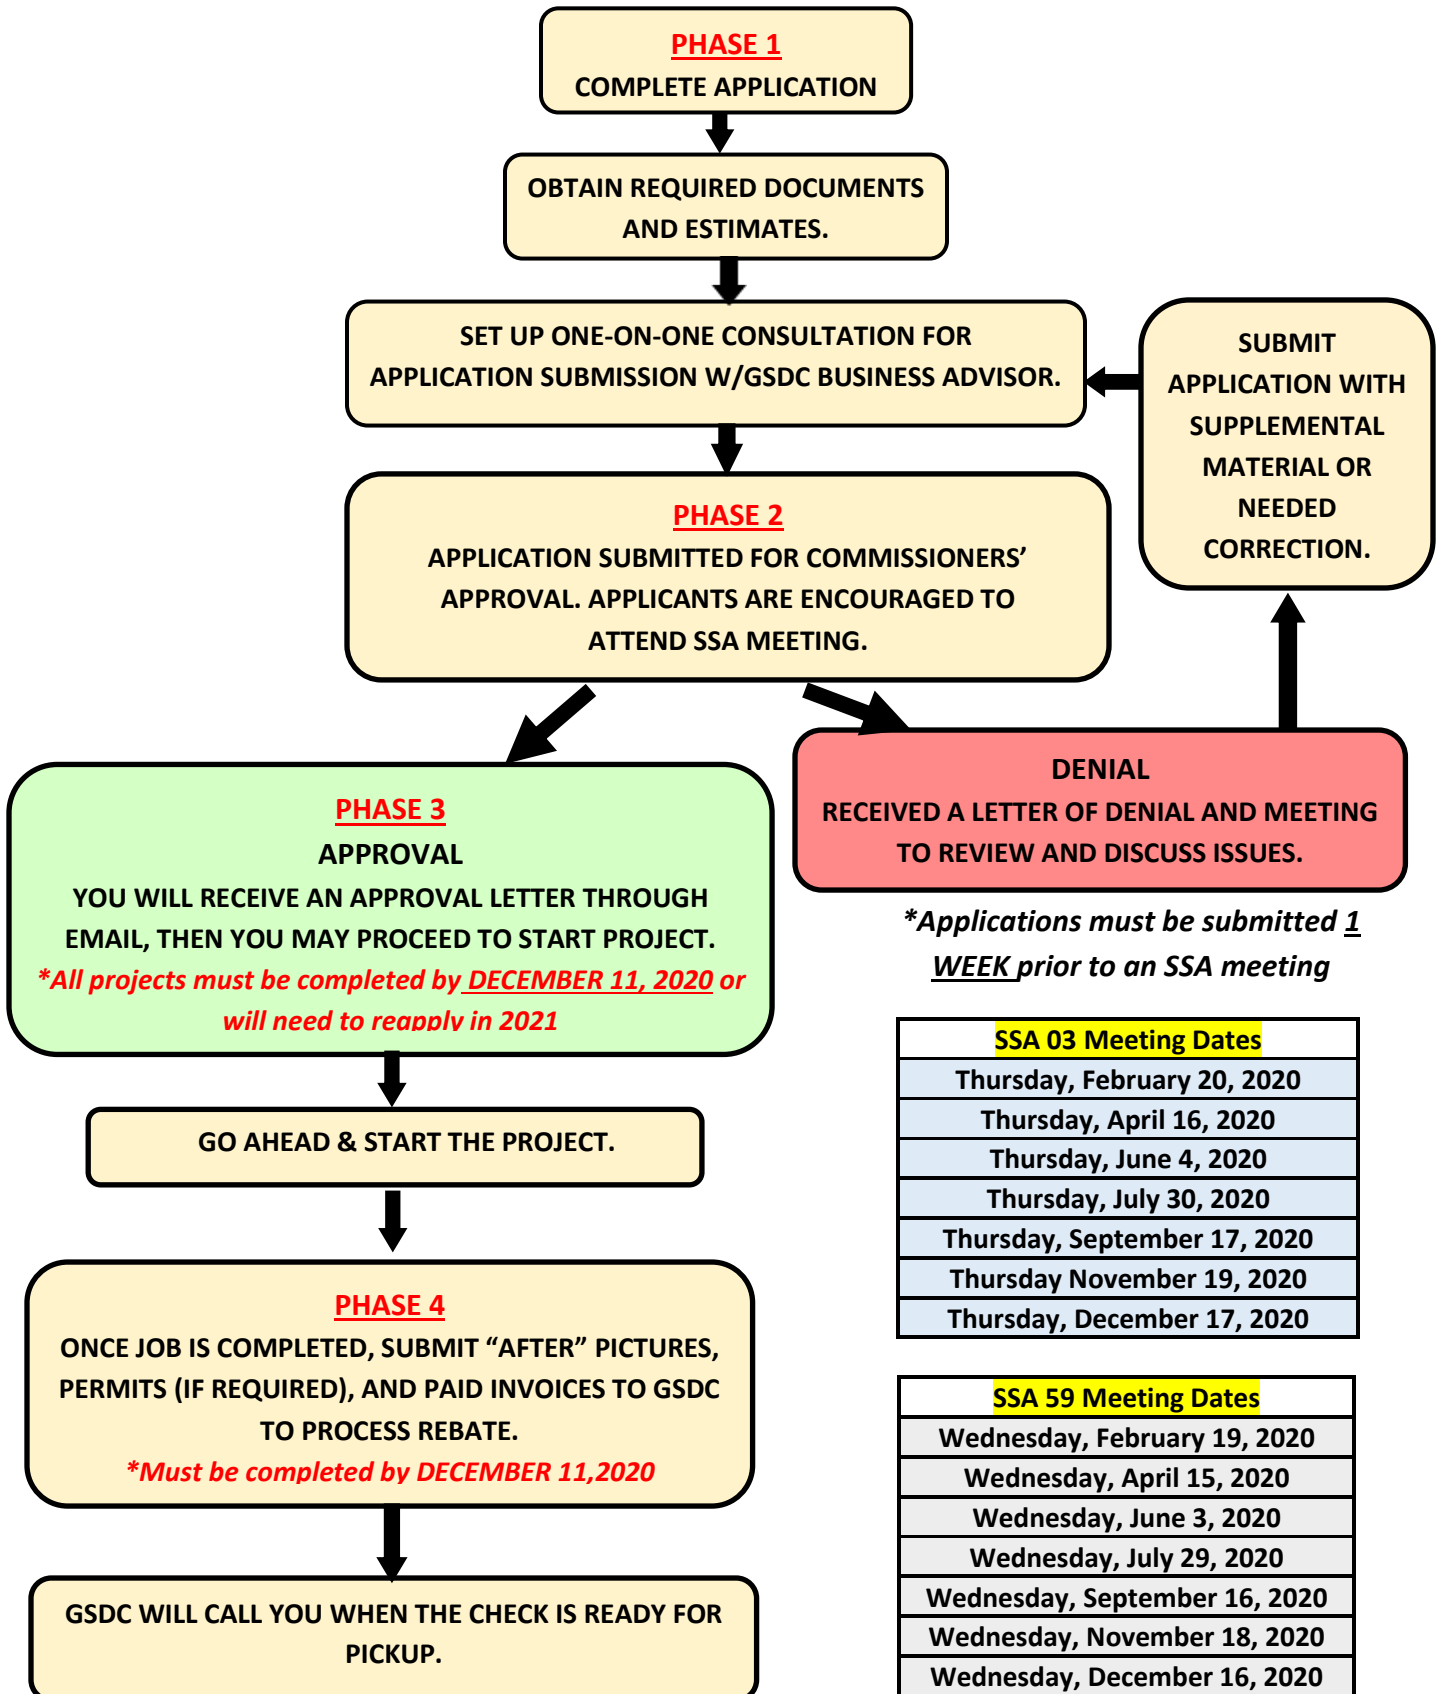 PHASE 1
COMPLETE APPLICATION
OBTAIN REQUIRED DOCUMENTS
AND ESTIMATES.
SET UP ONE-ON-ONE CONSULTATION FOR
APPLICATION SUBMISSION W/GSDC BUSINESS ADVISOR.
SUBMIT
APPLICATION WITH
SUPPLEMENTAL
MATERIAL OR
NEEDED
CORRECTION.
PHASE 2
APPLICATION SUBMITTED FOR COMMISSIONERS’
APPROVAL. APPLICANTS ARE ENCOURAGED TO
ATTEND SSA MEETING.
DENIAL
RECEIVED A LETTER OF DENIAL AND MEETING
TO REVIEW AND DISCUSS ISSUES.
PHASE 3
APPROVAL
YOU WILL RECEIVE AN APPROVAL LETTER THROUGH
EMAIL, THEN YOU MAY PROCEED TO START PROJECT.
*All projects must be completed by DECEMBER 11, 2020 or
will need to reapply in 2021
GO AHEAD & START THE PROJECT.
PHASE 4
ONCE JOB IS COMPLETED, SUBMIT “AFTER” PICTURES,
PERMITS (IF REQUIRED), AND PAID INVOICES TO GSDC
TO PROCESS REBATE.
*Must be completed by DECEMBER 11,2020
GSDC WILL CALL YOU WHEN THE CHECK IS READY FOR
PICKUP.
*Applications must be submitted 1
WEEK prior to an SSA meeting
SSA 03 Meeting Dates
Thursday, February 20, 2020
Thursday, April 16, 2020
Thursday, June 4, 2020
Thursday, July 30, 2020
Thursday, September 17, 2020
Thursday November 19, 2020
Thursday, December 17, 2020
SSA 59 Meeting Dates
Wednesday, February 19, 2020
Wednesday, April 15, 2020
Wednesday, June 3, 2020
Wednesday, July 29, 2020
Wednesday, September 16, 2020
Wednesday, November 18, 2020
Wednesday, December 16, 2020